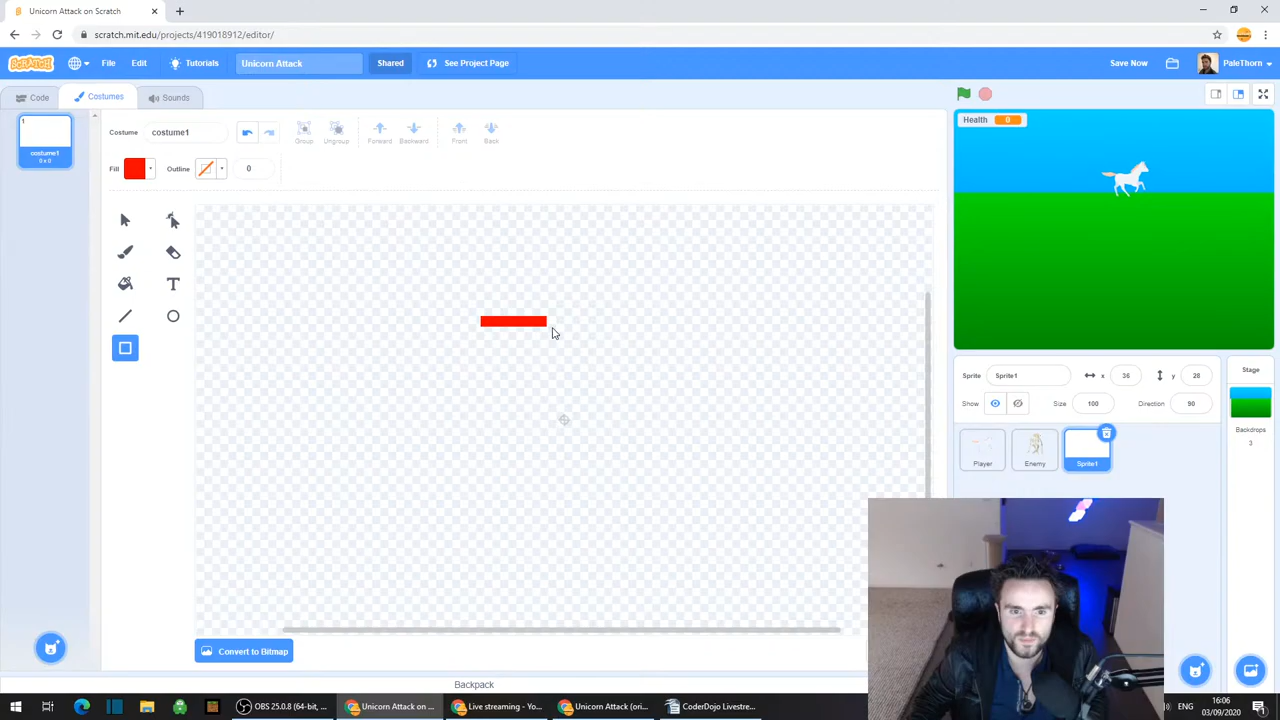 Unicorn Attack on Scratch
scratch.mit.edu/projects/419018912/editor/
SCRATCH
File
Edit
Tutorials
Unicorn Attack
Shared
See Project Page
Save Now
PaleThorn
Code
Costumes
Sounds
1
costume1
0 x 0
Costume
costume1
Group
Ungroup
Forward
Backward
Front
Back
Fill
Outline
0
Health
0
Sprite
Sprite1
x
36
y
28
Show
Size
100
Direction
90
Stage
Backdrops
3
Player
Enemy
Sprite1
Convert to Bitmap
Backpack
OBS 25.0.8 (64-bit, ...
Unicorn Attack on ...
Live streaming - Yo...
Unicorn Attack (ori...
CoderDojo Livestre...
16:06
03/09/2020